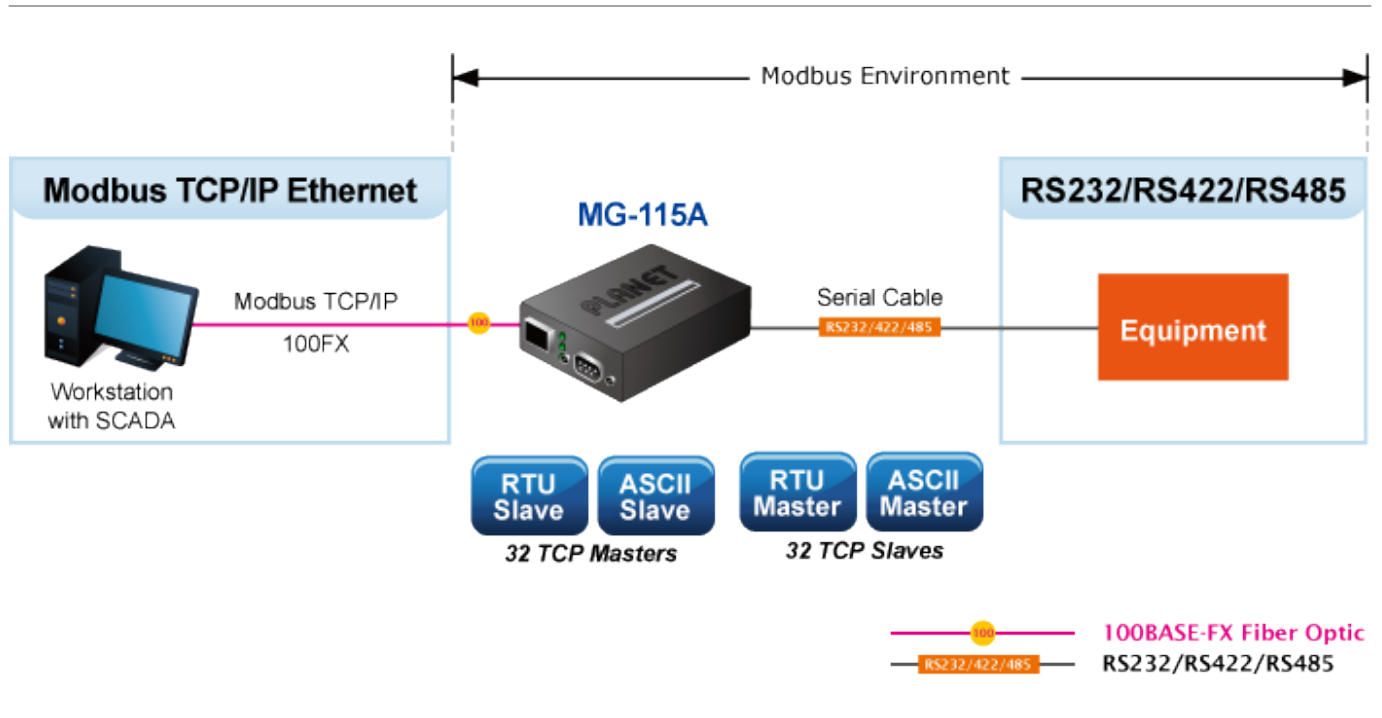 Modbus Environment
Modbus TCP/IP Ethernet
RS232/RS422/RS485
MG-115A
PLANET
Modbus TCP/IP
100
100FX
Serial Cable
RS232/422/485
Equipment
Workstation
with SCADA
RTU
Slave
ASCII
Slave
RTU
Master
ASCII
Master
32 TCP Masters
32 TCP Slaves
100
100BASE-FX Fiber Optic
RS232/422/485
RS232/RS422/RS485